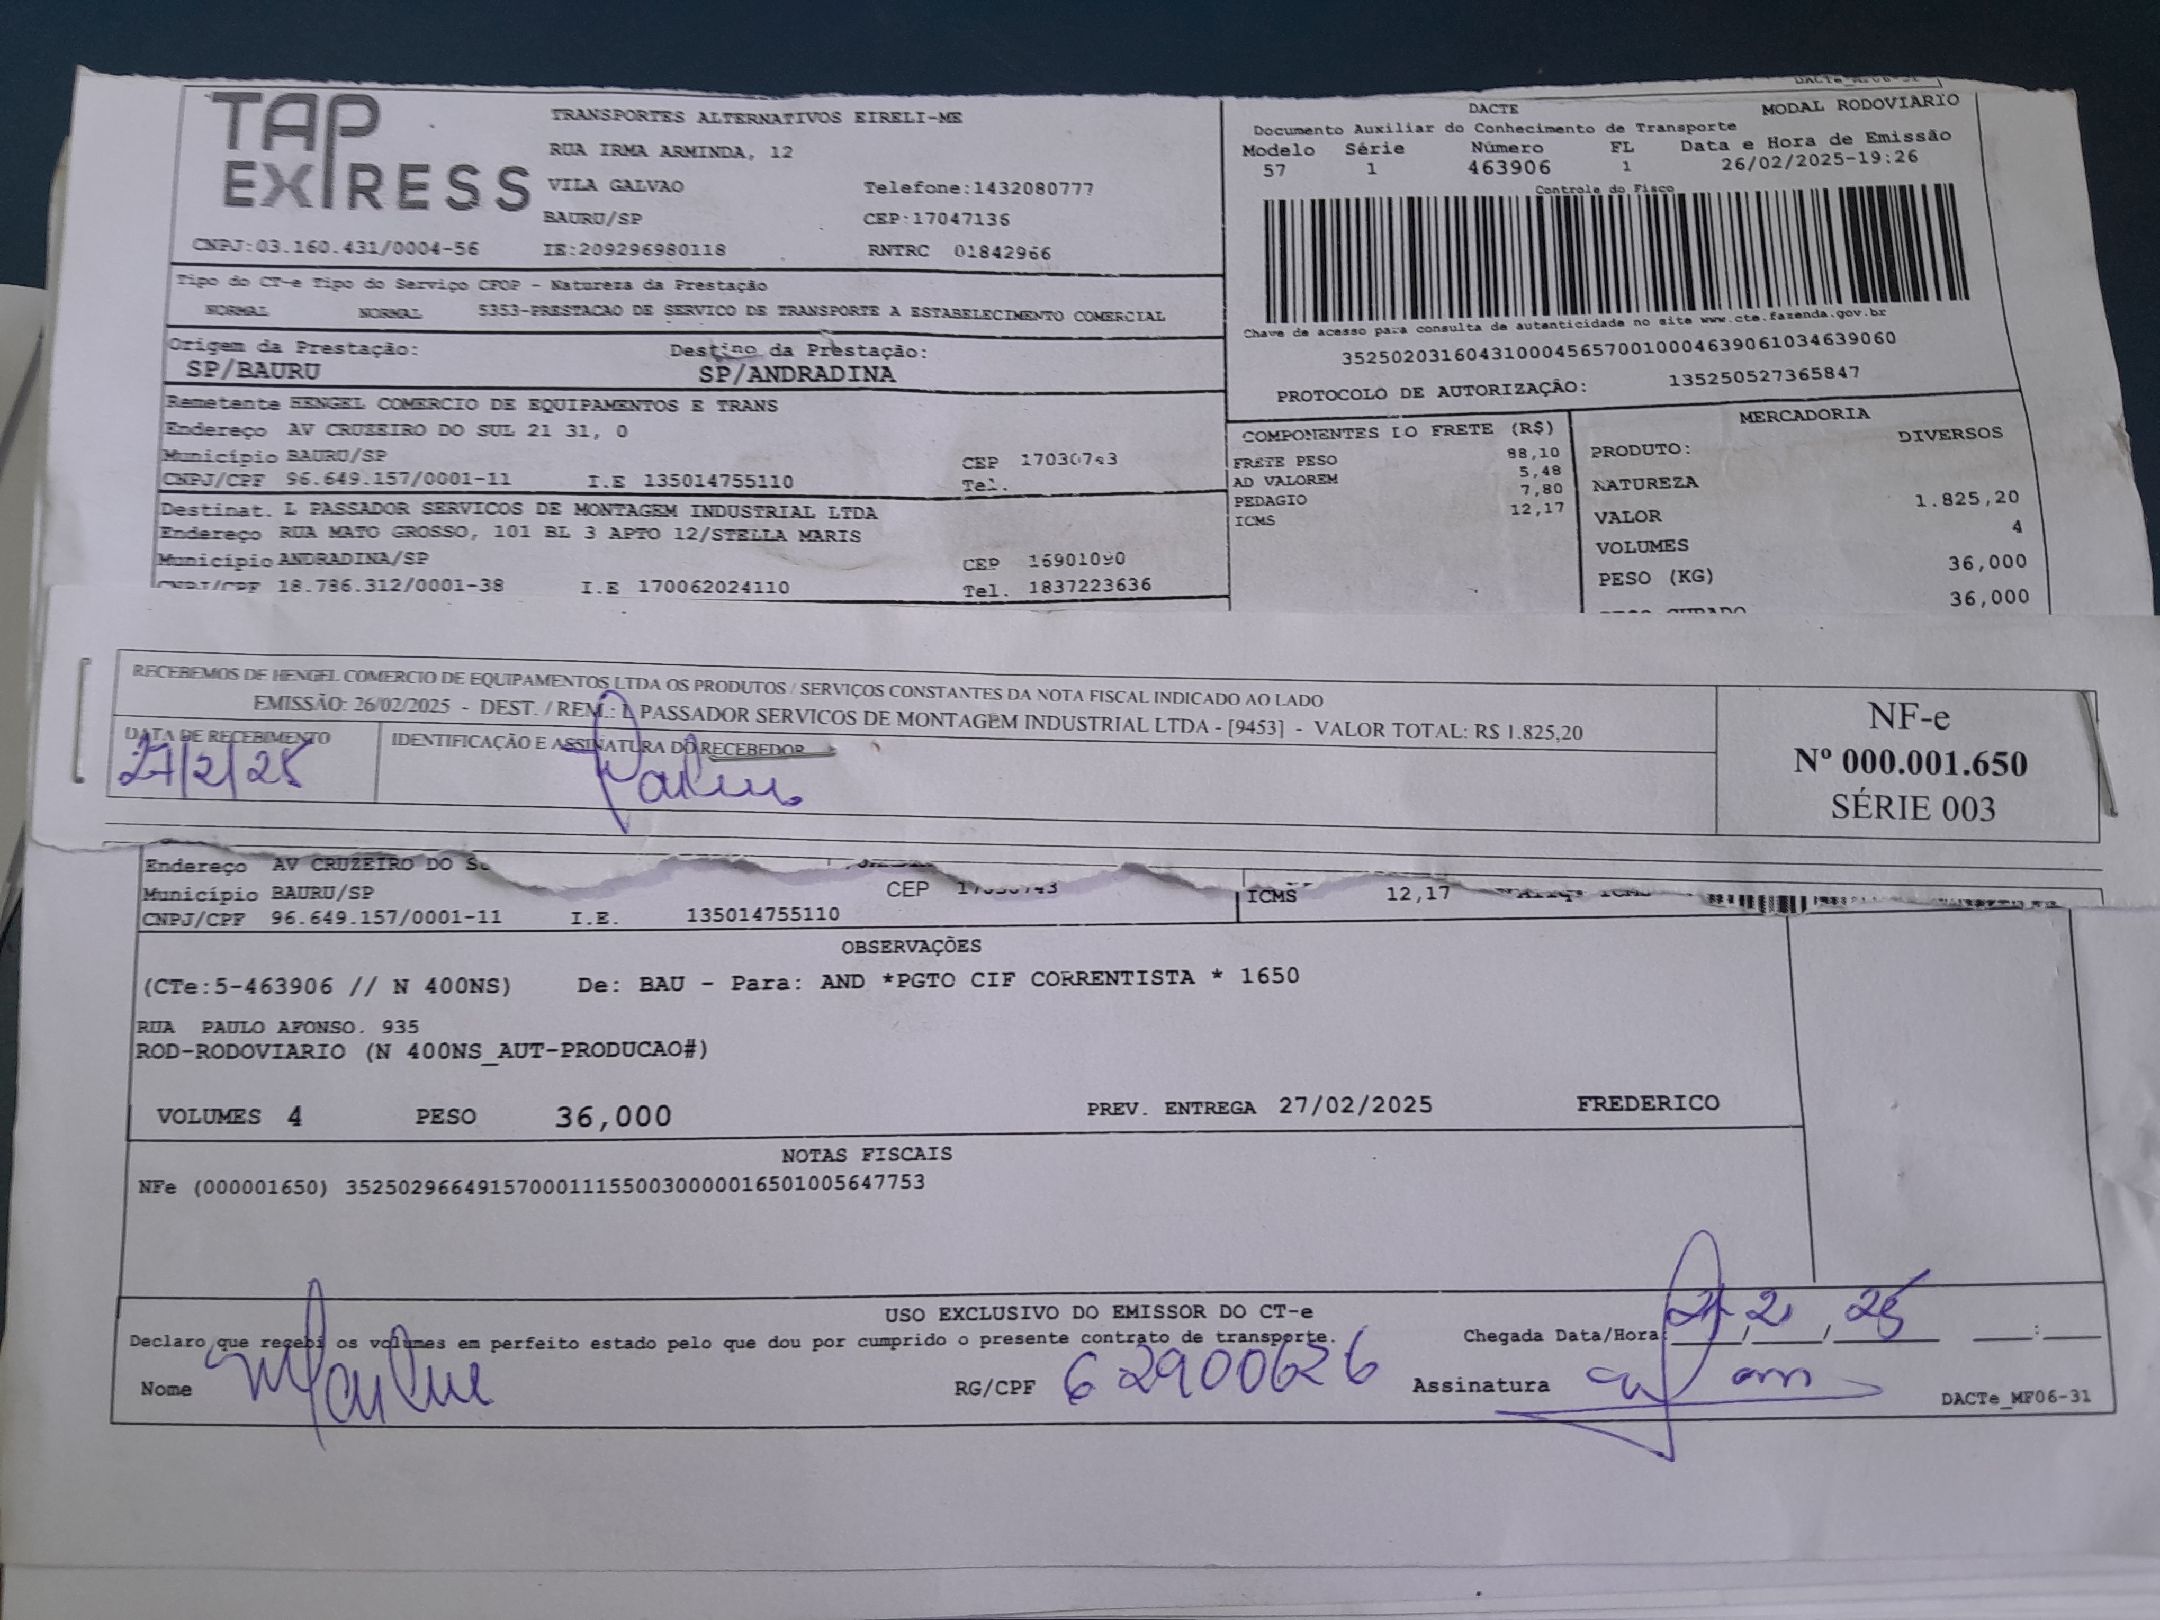 TAP
EXPRESS
TRANSPORTES ALTERNATIVOS EIRELI-ME
RUA IRMA ARMINDA, 12
VILA GALVAO Telefone:1432080777
BAURU/SP CEP:17047136
CNPJ:03.160.431/0004-56 IE:209296980118 RNTRC 01842966
Tipo do CT-e Tipo do Serviço CFOP - Natureza da Prestação
NORMAL NORMAL 5353-PRESTACAO DE SERVICO DE TRANSPORTE A ESTABELECIMENTO COMERCIAL
Origem da Prestação: Destino da Prestação:
SP/BAURU SP/ANDRADINA
Remetente HENGEL COMERCIO DE EQUIPAMENTOS E TRANS
Endereço AV CRUZEIRO DO SUL 21 31, 0
Município BAURU/SP CEP 17030743
CNPJ/CPF 96.649.157/0001-11 I.E 135014755110 Tel.
Destinat. L PASSADOR SERVICOS DE MONTAGEM INDUSTRIAL LTDA
Endereço RUA MATO GROSSO, 101 BL 3 APTO 12/STELLA MARIS
Município ANDRADINA/SP CEP 16901090
CNPJ/CPF 18.786.312/0001-38 I.E 170062024110 Tel. 1837223636
DACTe_MF06-31
DACTE MODAL RODOVIARIO
Documento Auxiliar do Conhecimento de Transporte
Modelo Série Número FL Data e Hora de Emissão
57 1 463906 1 26/02/2025-19:26
Controle do Fisco
Chave de acesso para consulta de autenticidade no site www.cte.fazenda.gov.br
35250203160431000456570010004639061034639060
PROTOCOLO DE AUTORIZAÇÃO: 135250527365847
COMPONENTES DO FRETE (R$)
FRETE PESO 88,10
AD VALOREM 5,48
PEDAGIO 7,80
ICMS 12,17
MERCADORIA
PRODUTO: DIVERSOS
NATUREZA
VALOR 1.825,20
VOLUMES 4
PESO (KG) 36,000
36,000
RECEBEMOS DE HENGEL COMERCIO DE EQUIPAMENTOS LTDA OS PRODUTOS / SERVIÇOS CONSTANTES DA NOTA FISCAL INDICADO AO LADO
EMISSÃO: 26/02/2025 - DEST. / REM.: L PASSADOR SERVICOS DE MONTAGEM INDUSTRIAL LTDA - [9453] - VALOR TOTAL: R$ 1.825,20
DATA DE RECEBIMENTO IDENTIFICAÇÃO E ASSINATURA DO RECEBEDOR
27/2/25
NF-e
Nº 000.001.650
SÉRIE 003
Endereço AV CRUZEIRO DO
Município BAURU/SP CEP 17030743
CNPJ/CPF 96.649.157/0001-11 I.E. 135014755110
ICMS 12,17
OBSERVAÇÕES
(CTe:5-463906 // N 400NS) De: BAU - Para: AND *PGTO CIF CORRENTISTA * 1650
RUA PAULO AFONSO. 935
ROD-RODOVIARIO (N 400NS_AUT-PRODUCAO#)
VOLUMES 4 PESO 36,000 PREV. ENTREGA 27/02/2025 FREDERICO
NOTAS FISCAIS
NFe (000001650) 35250296649157000111550030000016501005647753
USO EXCLUSIVO DO EMISSOR DO CT-e
Declaro que recebi os volumes em perfeito estado pelo que dou por cumprido o presente contrato de transporte. Chegada Data/Hora: 27/2/25 :
Nome RG/CPF 62900626 Assinatura DACTe_MF06-31